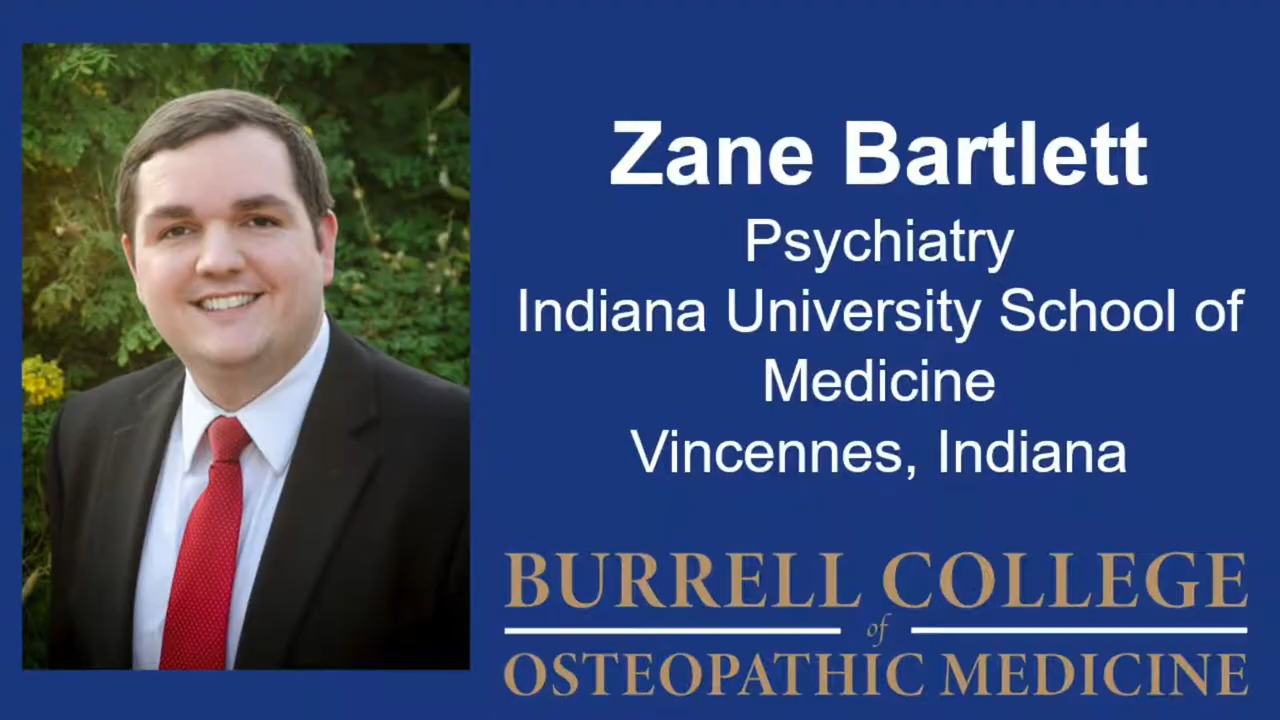 Zane Bartlett
Psychiatry
Indiana University School of
Medicine
Vincennes, Indiana
BURRELL COLLEGE
of
OSTEOPATHIC MEDICINE